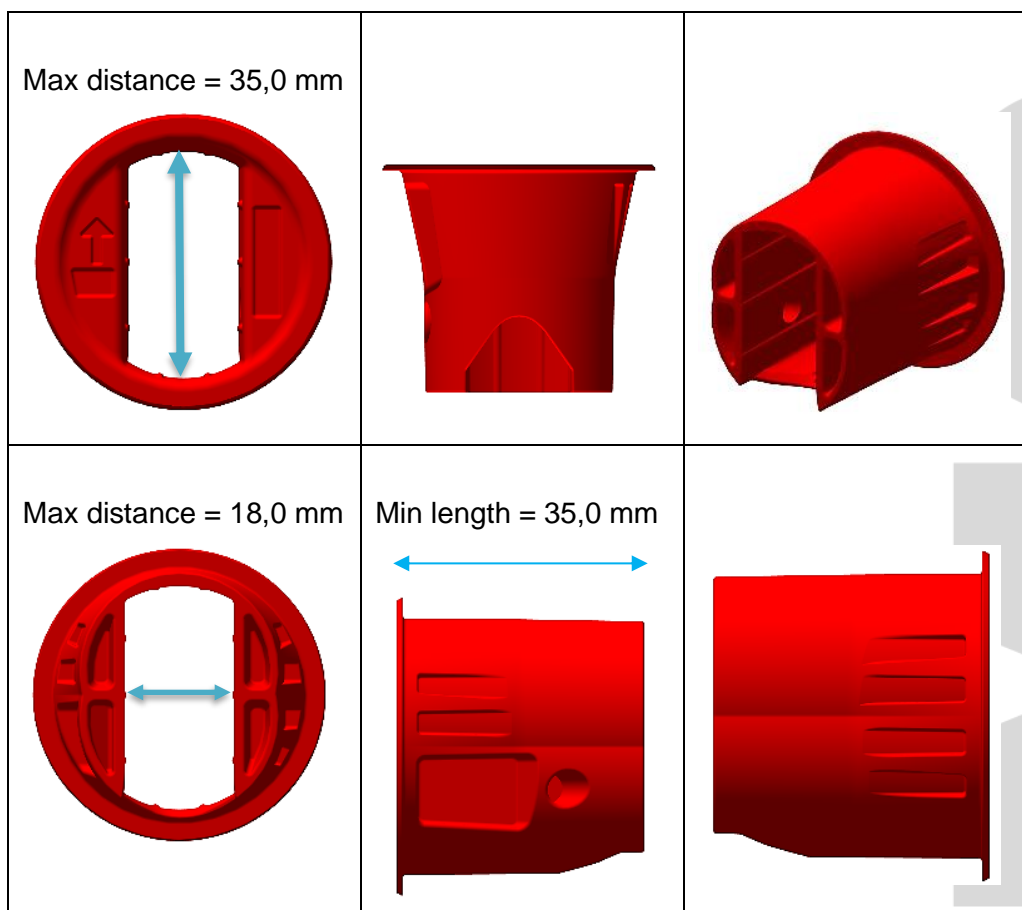 Max distance = 35,0 mm
Max distance = 18,0 mm
Min length = 35,0 mm